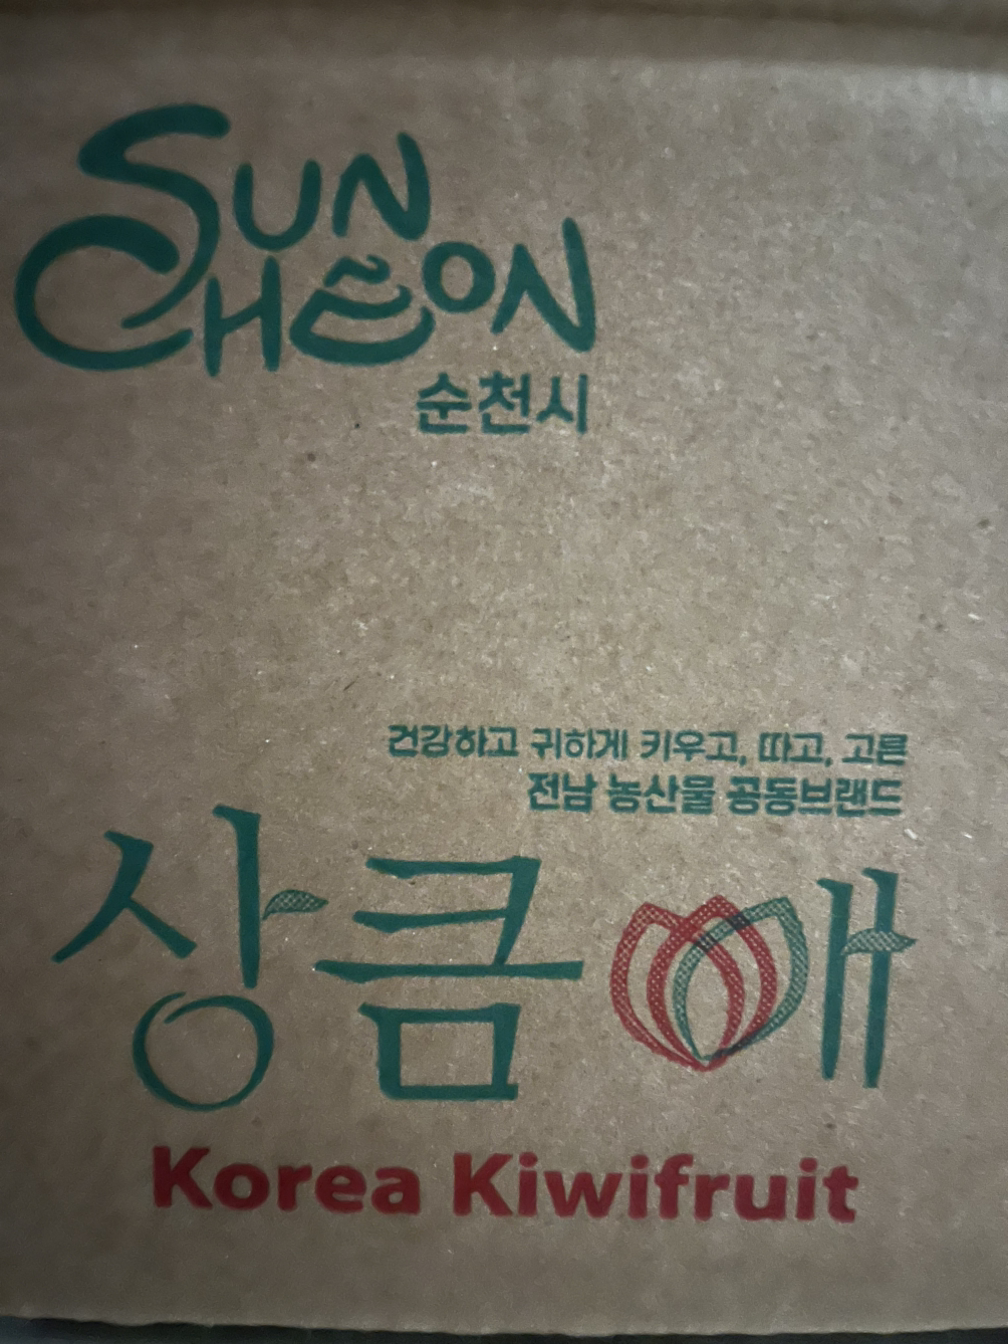 SUN
CHEON
순천시
건강하고 귀하게 키우고, 따고, 고른
전남 농산물 공동브랜드
상큼애
Korea Kiwifruit